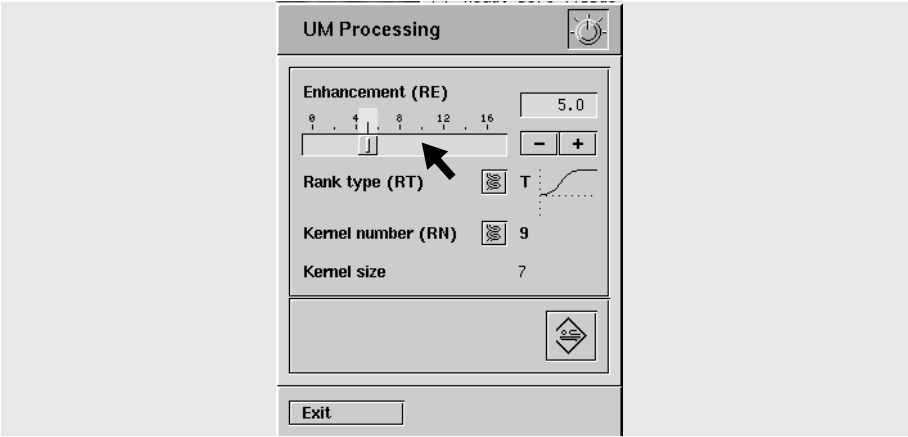 UM Processing
Enhancement (RE)
5.0
0 . 4 . 8 . 12 . 16
- +
Rank type (RT) T
Kernel number (RN) 9
Kernel size 7
Exit